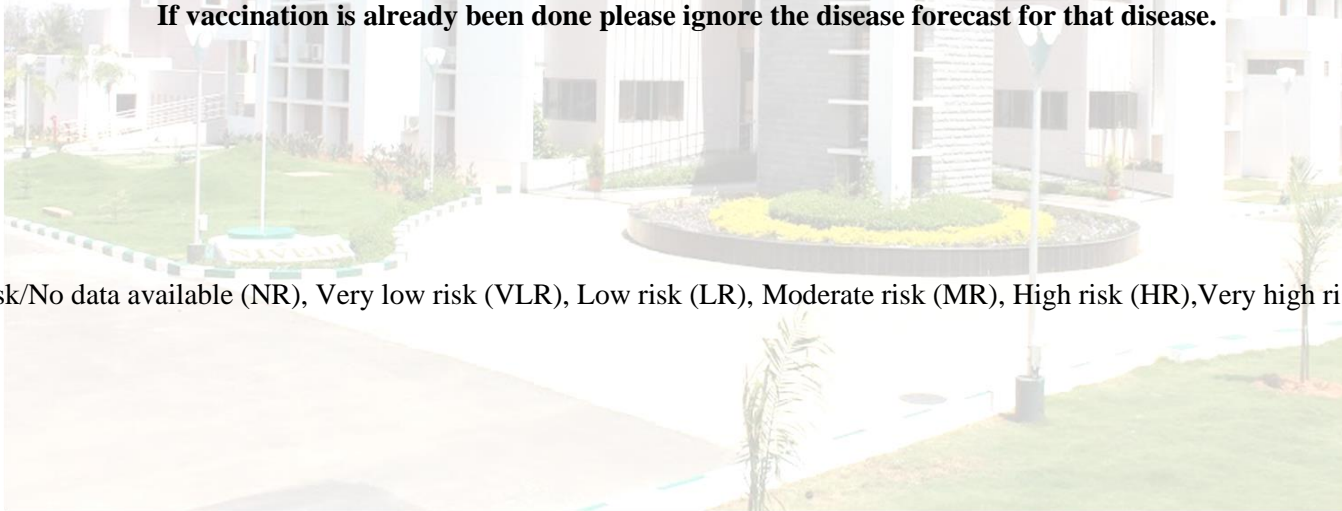 If vaccination is already been done please ignore the disease forecast for that disease.
NIVEDI
sk/No data available (NR), Very low risk (VLR), Low risk (LR), Moderate risk (MR), High risk (HR),Very high ri